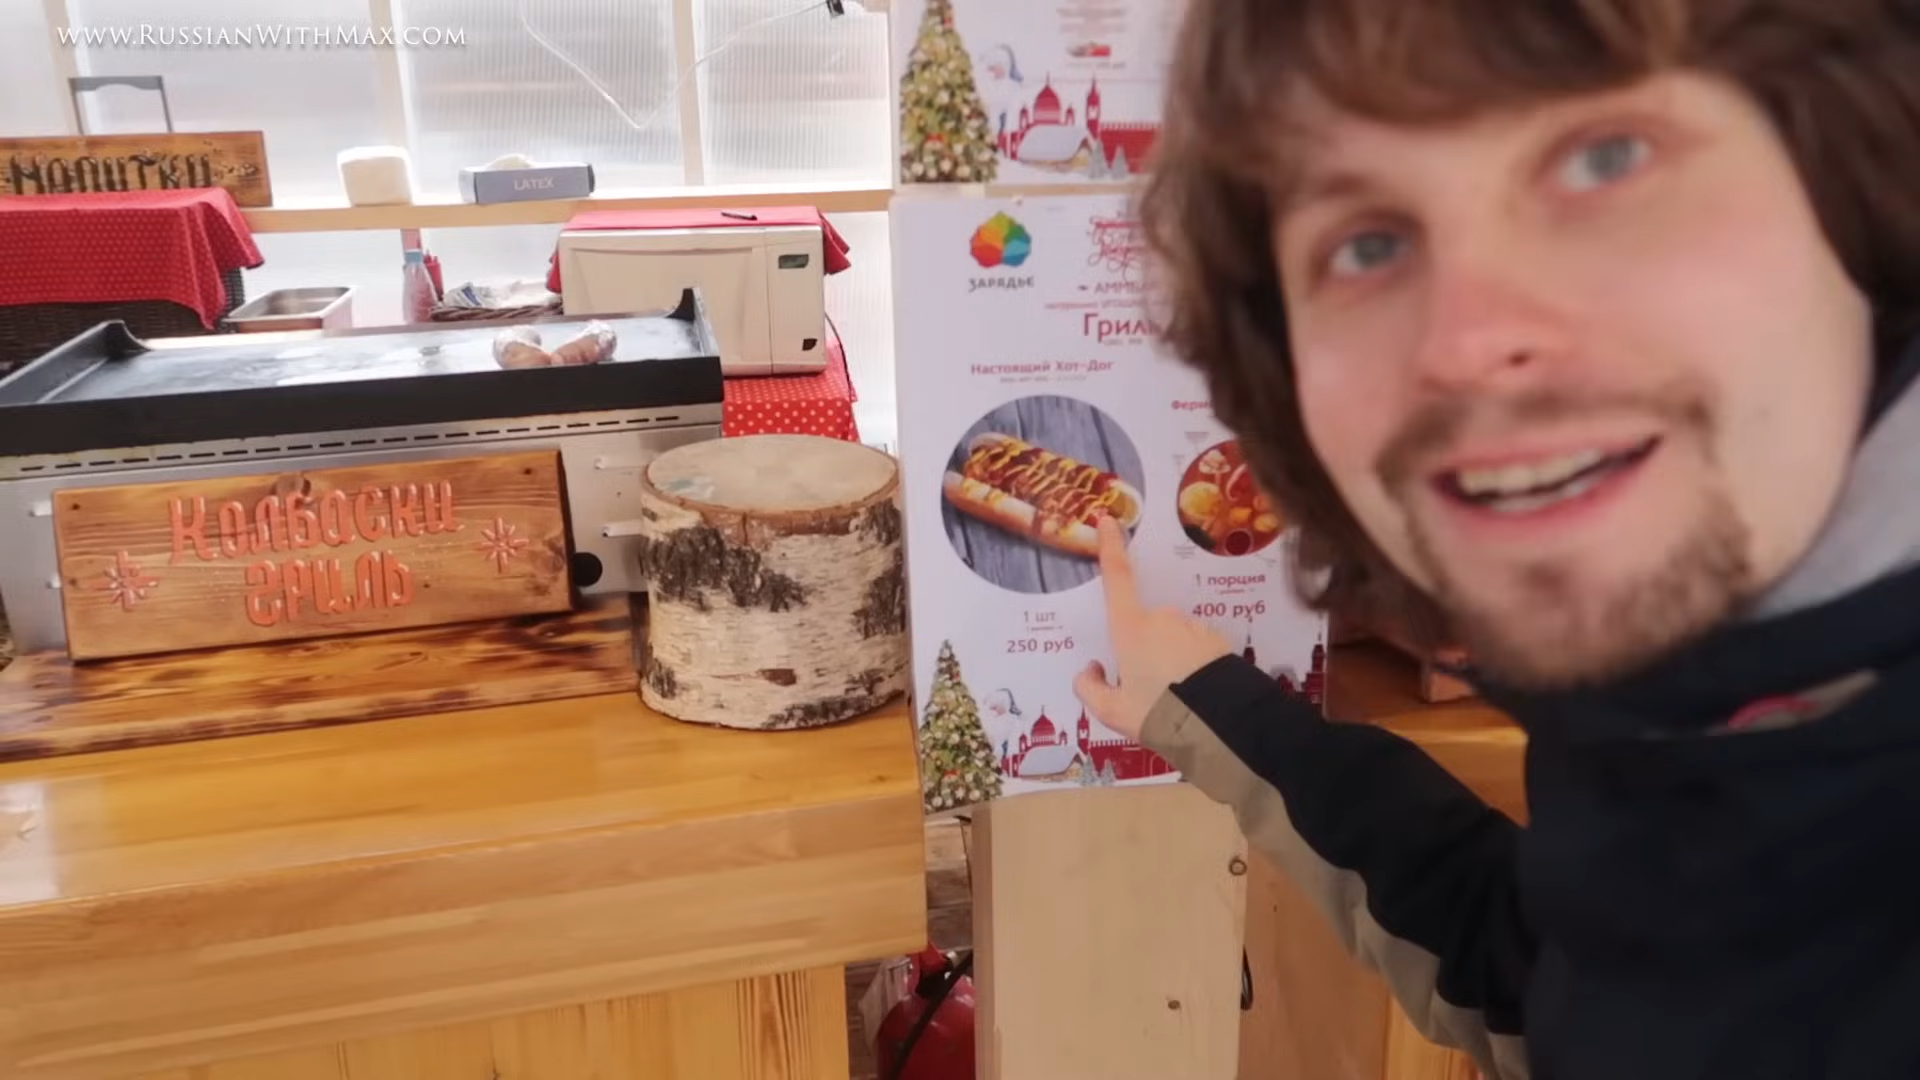 www.RussianWithMax.com
НАПИТКИ
LATEX
ЗАРЯДЬЕ
Гриль
Настоящий Хот-Дог
1 шт
250 руб
1 порция
400 руб
Колбаски
гриль